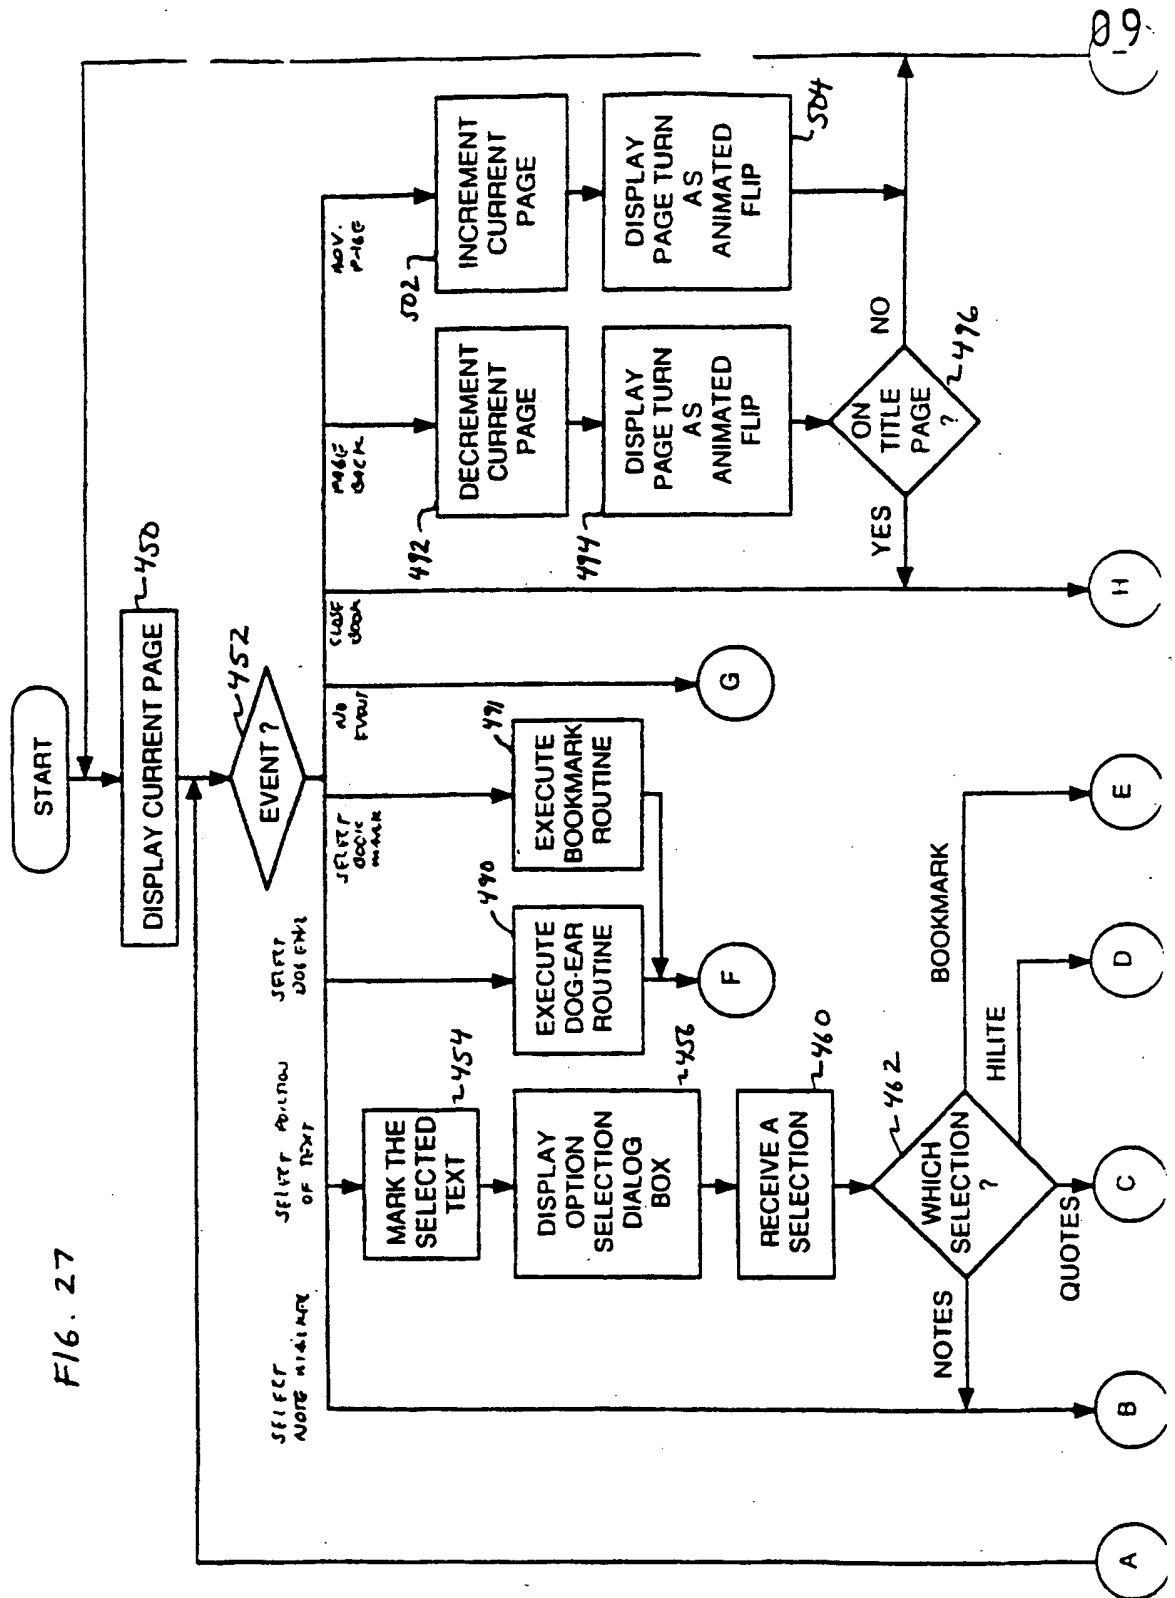 FIG. 27
START
DISPLAY CURRENT PAGE
450
EVENT ?
452
SELECT
NOTE
SELECT PORTION
OF TEXT
SELECT
DOG EAR
SELECT
BOOK
MARK
NO
EVENT
CLOSE
BOOK
PAGE
BACK
ADV.
PAGE
MARK THE
SELECTED
TEXT
454
DISPLAY
OPTION
SELECTION
DIALOG
BOX
456
RECEIVE A
SELECTION
460
WHICH
SELECTION
?
462
NOTES
QUOTES
HILITE
BOOKMARK
EXECUTE
DOG-EAR
ROUTINE
490
EXECUTE
BOOKMARK
ROUTINE
491
DECREMENT
CURRENT
PAGE
492
DISPLAY
PAGE TURN
AS
ANIMATED
FLIP
494
ON
TITLE
PAGE
?
496
YES
NO
INCREMENT
CURRENT
PAGE
502
DISPLAY
PAGE TURN
AS
ANIMATED
FLIP
504
F
G
A
B
C
D
E
H